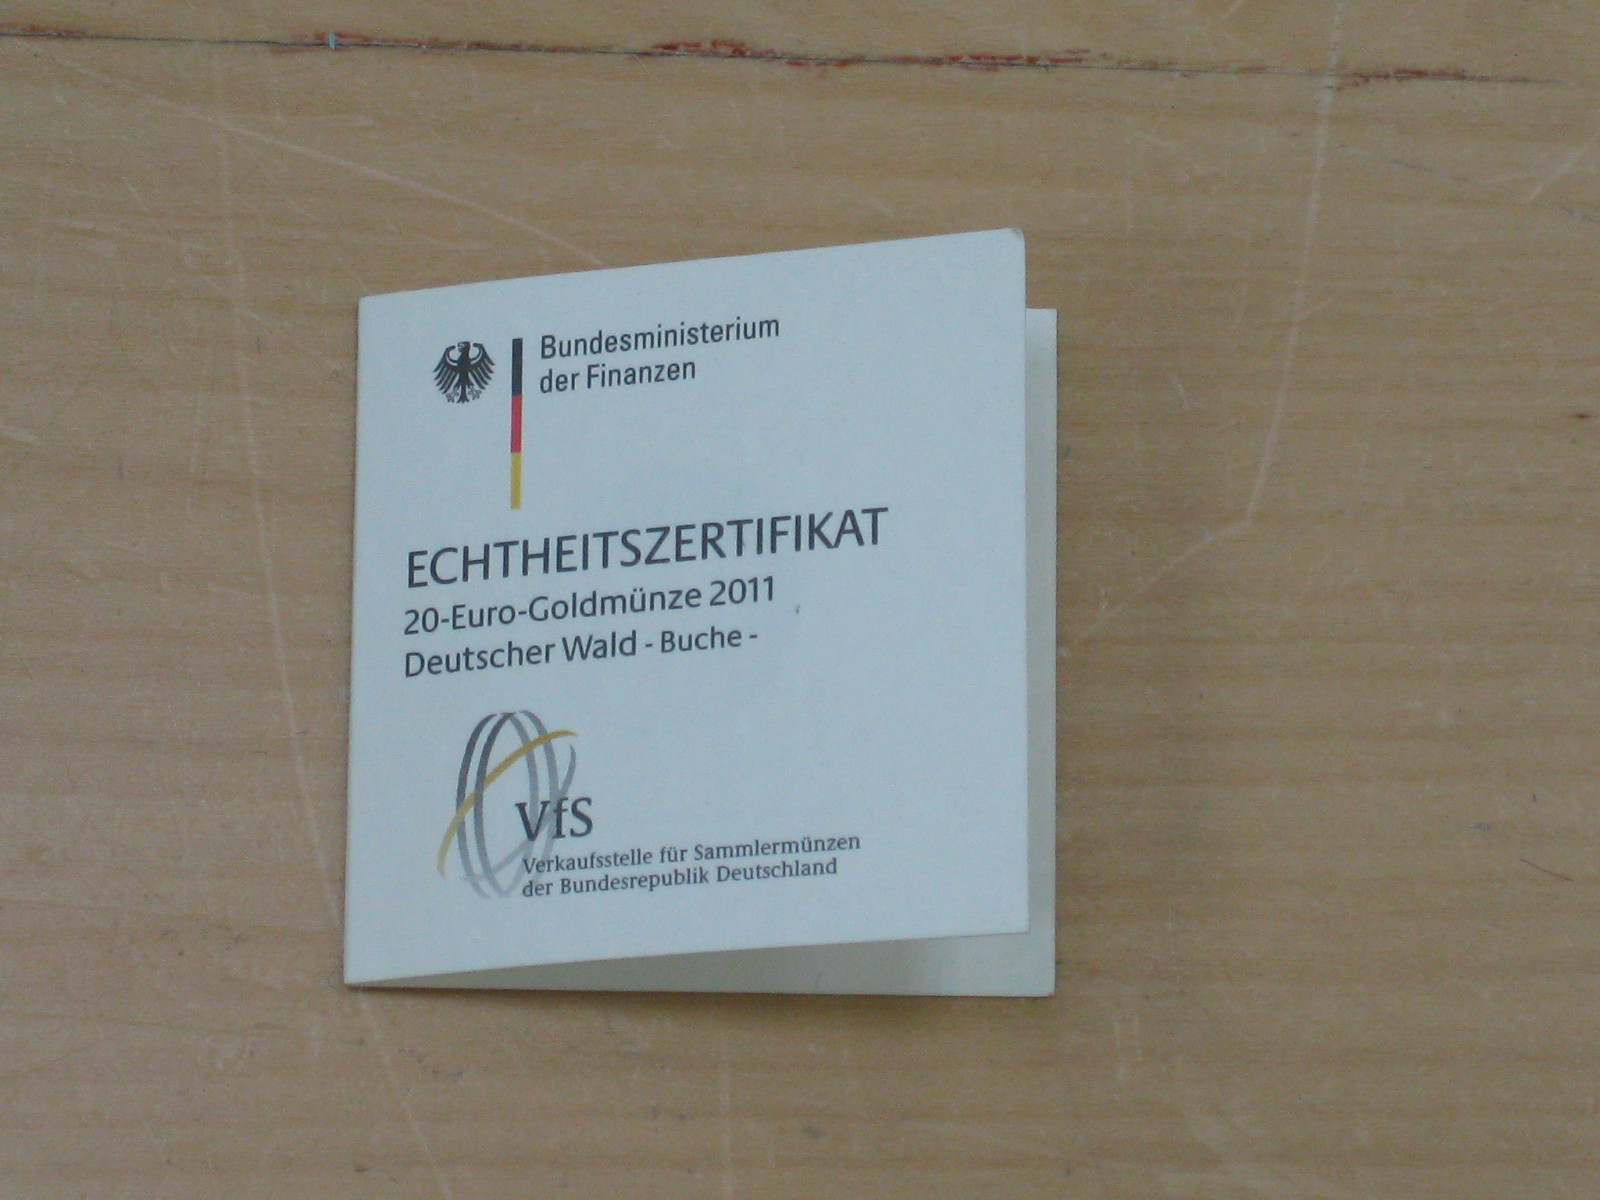 Bundesministerium
der Finanzen
ECHTHEITSZERTIFIKAT
20-Euro-Goldmünze 2011
Deutscher Wald - Buche -
VfS
Verkaufsstelle für Sammlermünzen
der Bundesrepublik Deutschland